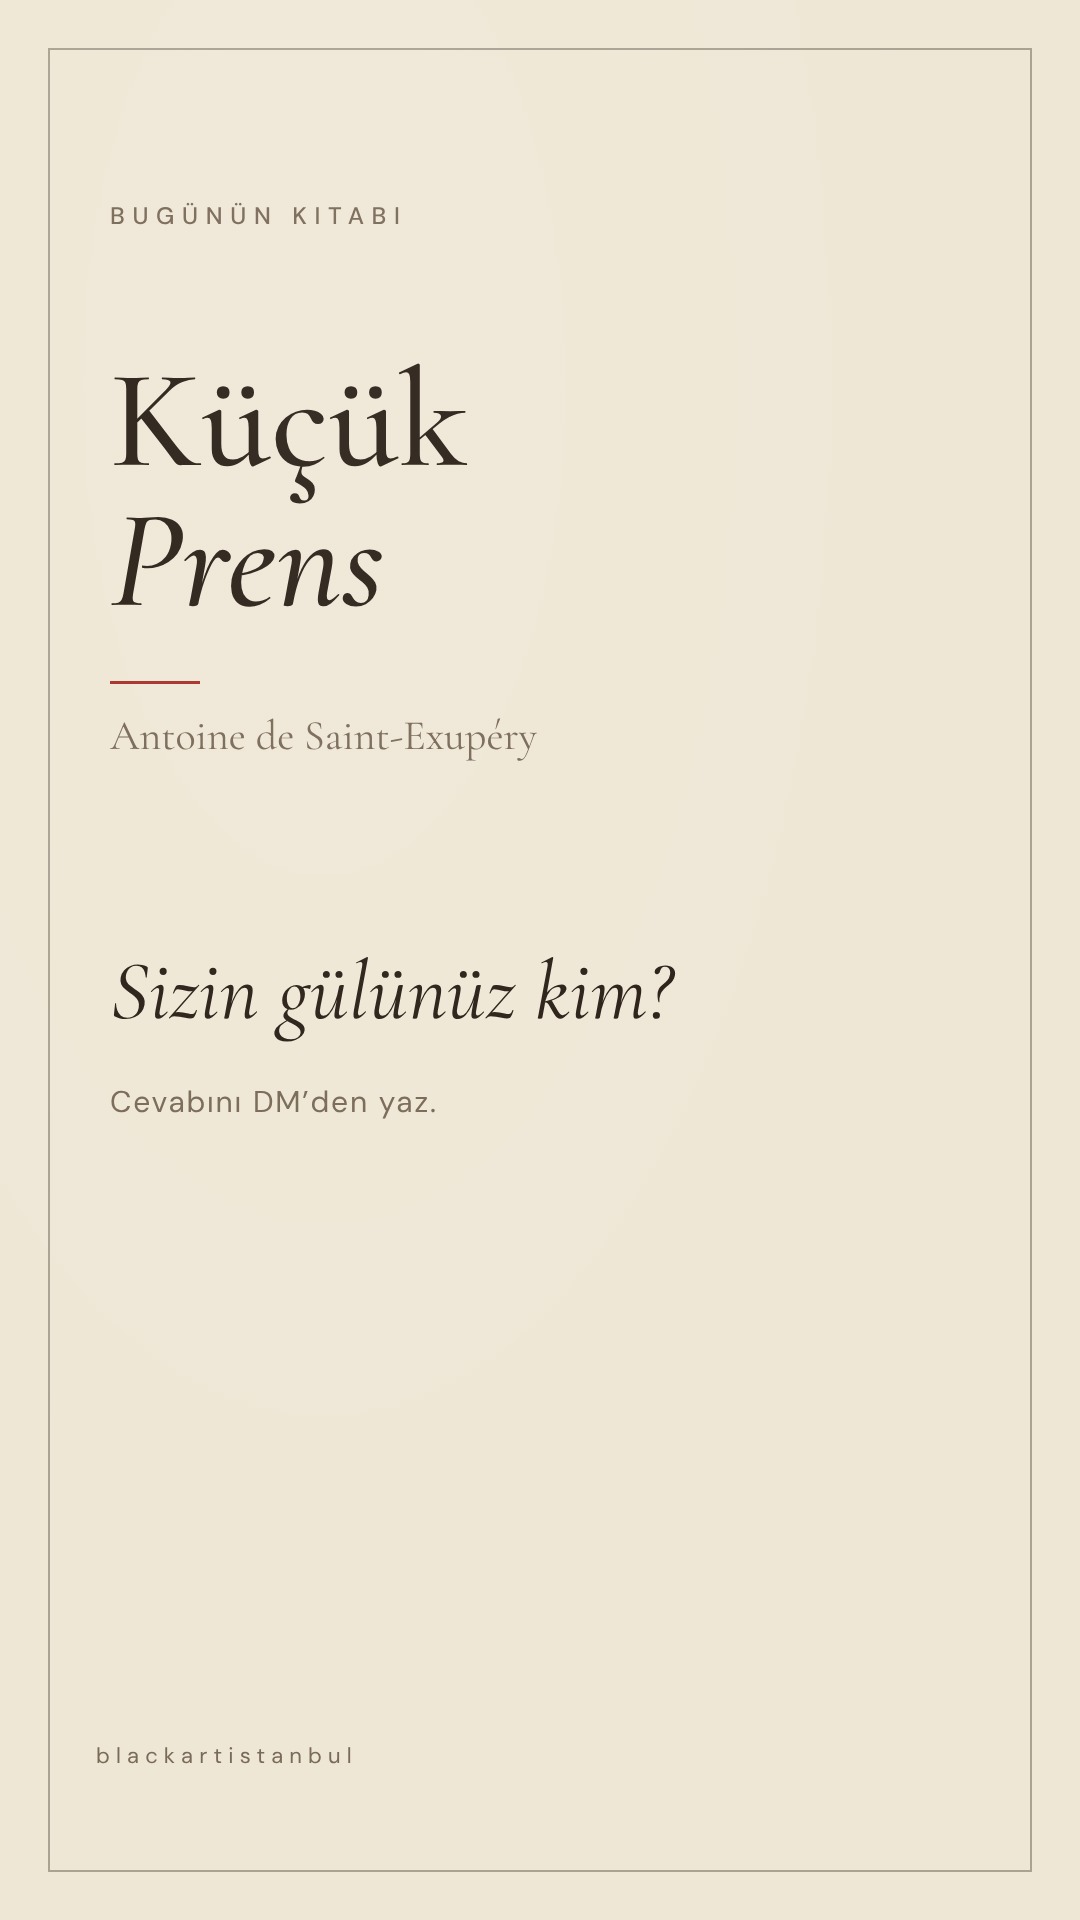 BUGÜNÜN KITABI
Küçük
Prens
Antoine de Saint-Exupéry
Sizin gülünüz kim?
Cevabını DM’den yaz.
blackartistanbul